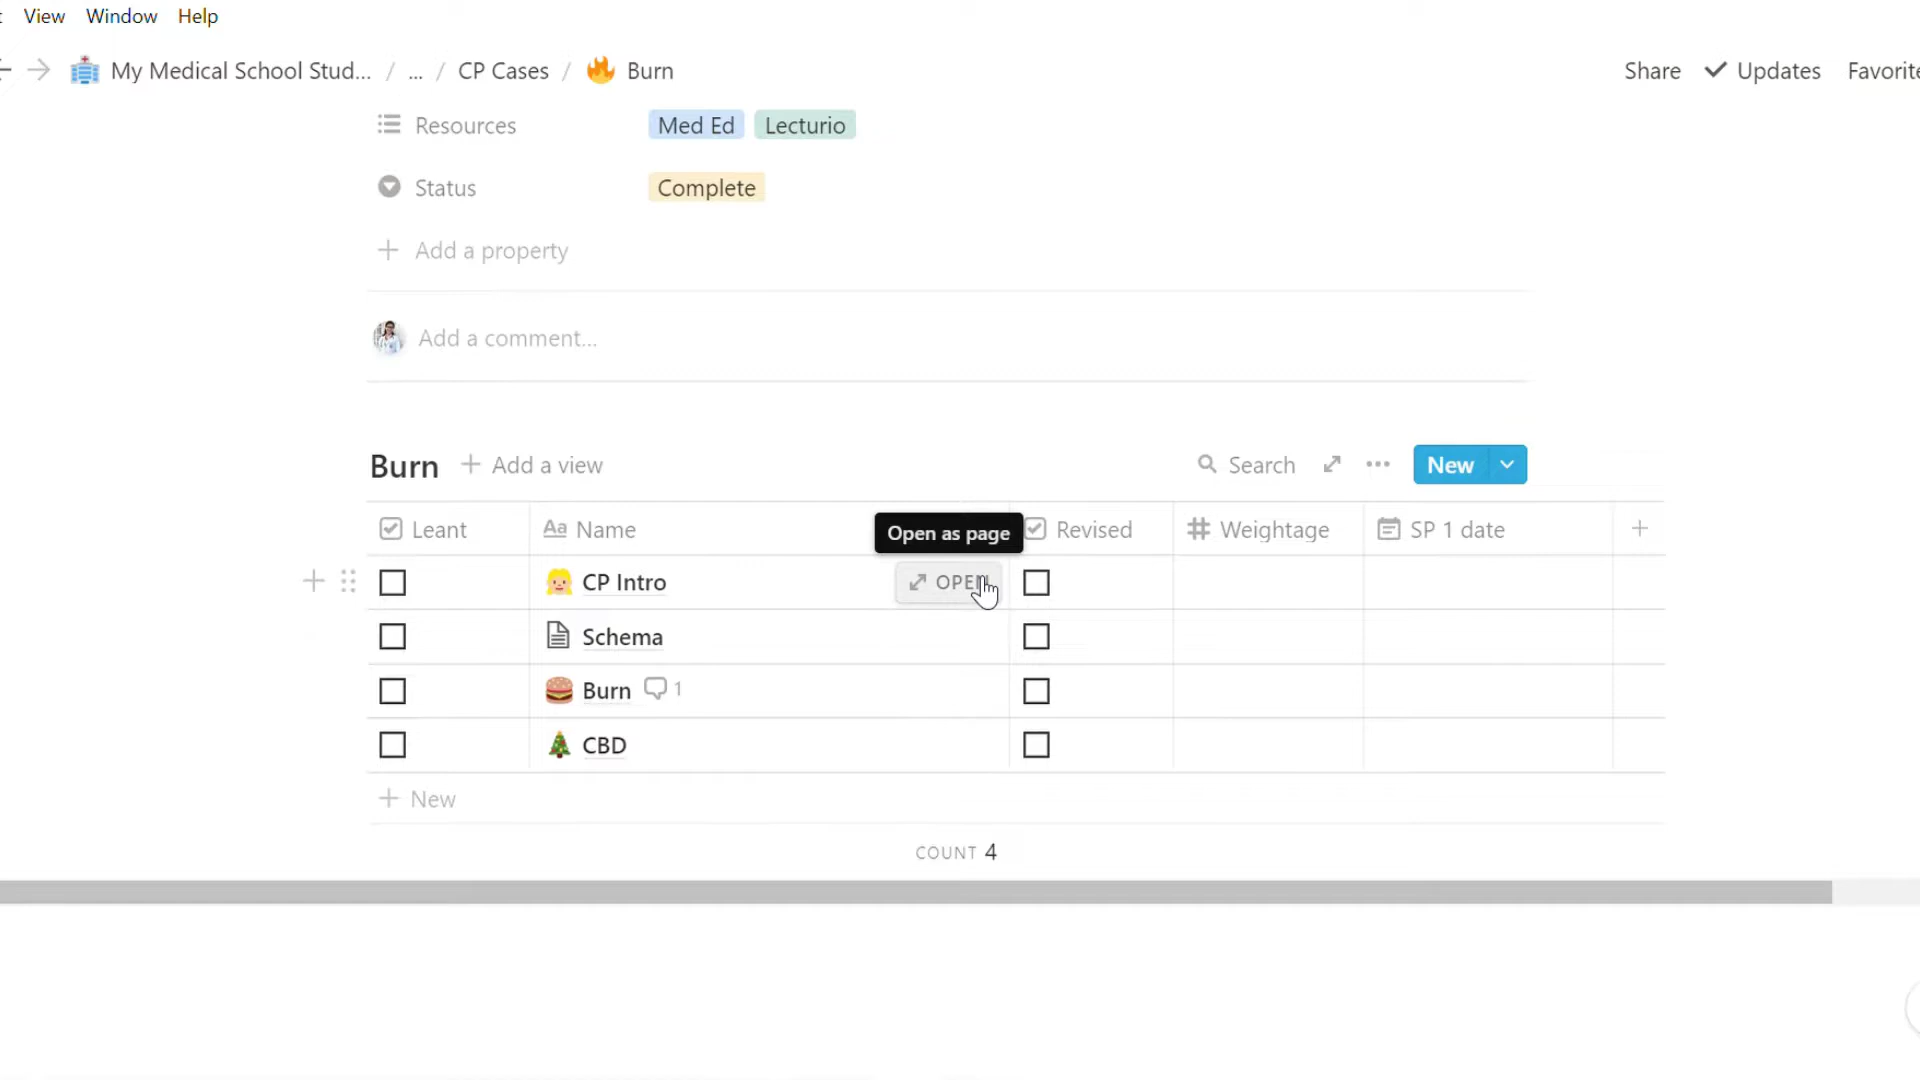 View Window Help
My Medical School Stud... / ... / CP Cases / Burn Share Updates Favorite
Resources Med Ed Lecturio
Status Complete
Add a property
Add a comment...
Burn Add a view Search New
Leant Aa Name Open as page Revised Weightage SP 1 date
CP Intro OPEN
Schema
Burn 1
CBD
New
COUNT 4